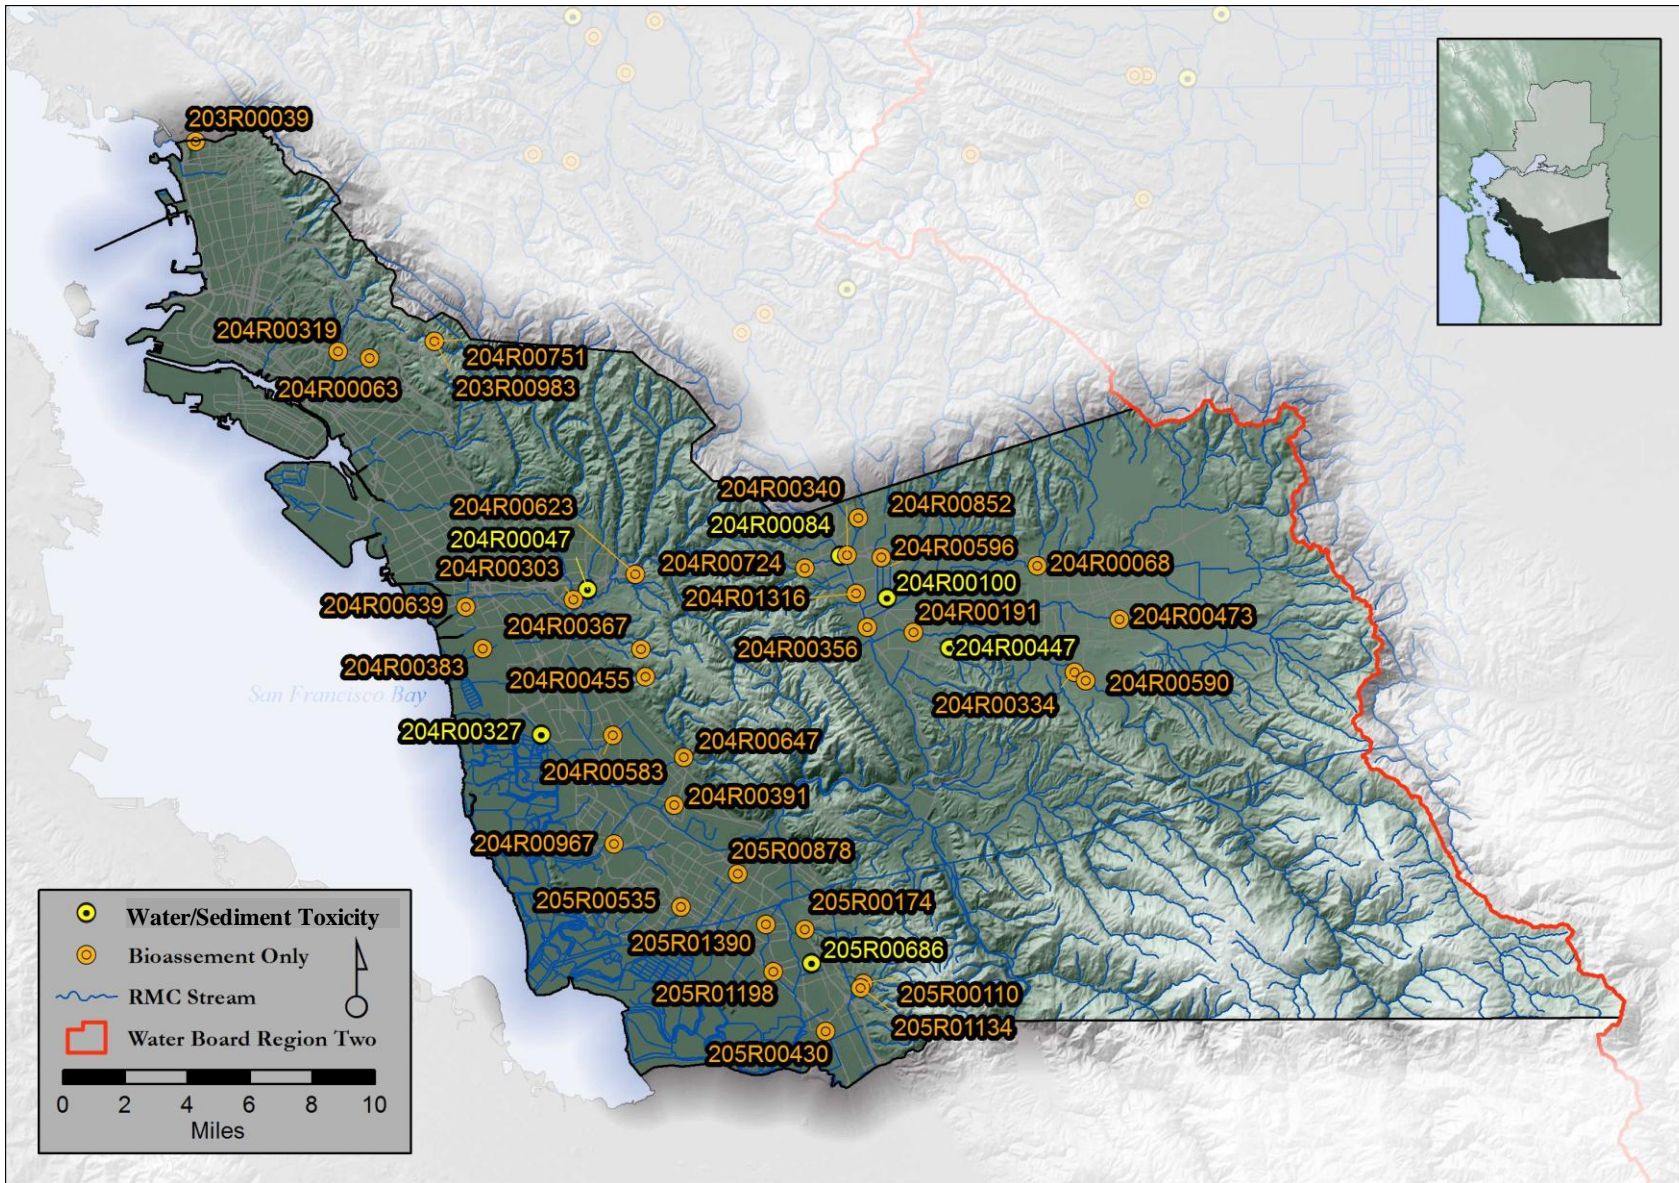 203R00039
204R00319
204R00751
204R00063
203R00983
204R00340
204R00852
204R00623
204R00084
204R00047
204R00596
204R00303
204R00724
204R00068
204R00100
204R01316
204R00639
204R00191
204R00473
204R00367
204R00356
204R00447
204R00383
204R00455
204R00590
San Francisco Bay
204R00334
204R00327
204R00647
204R00583
204R00391
204R00967
205R00878
205R00535
205R00174
205R01390
205R00686
205R01198
205R00110
205R01134
205R00430
Water/Sediment Toxicity
Bioassement Only
RMC Stream
Water Board Region Two
0 2 4 6 8 10
Miles